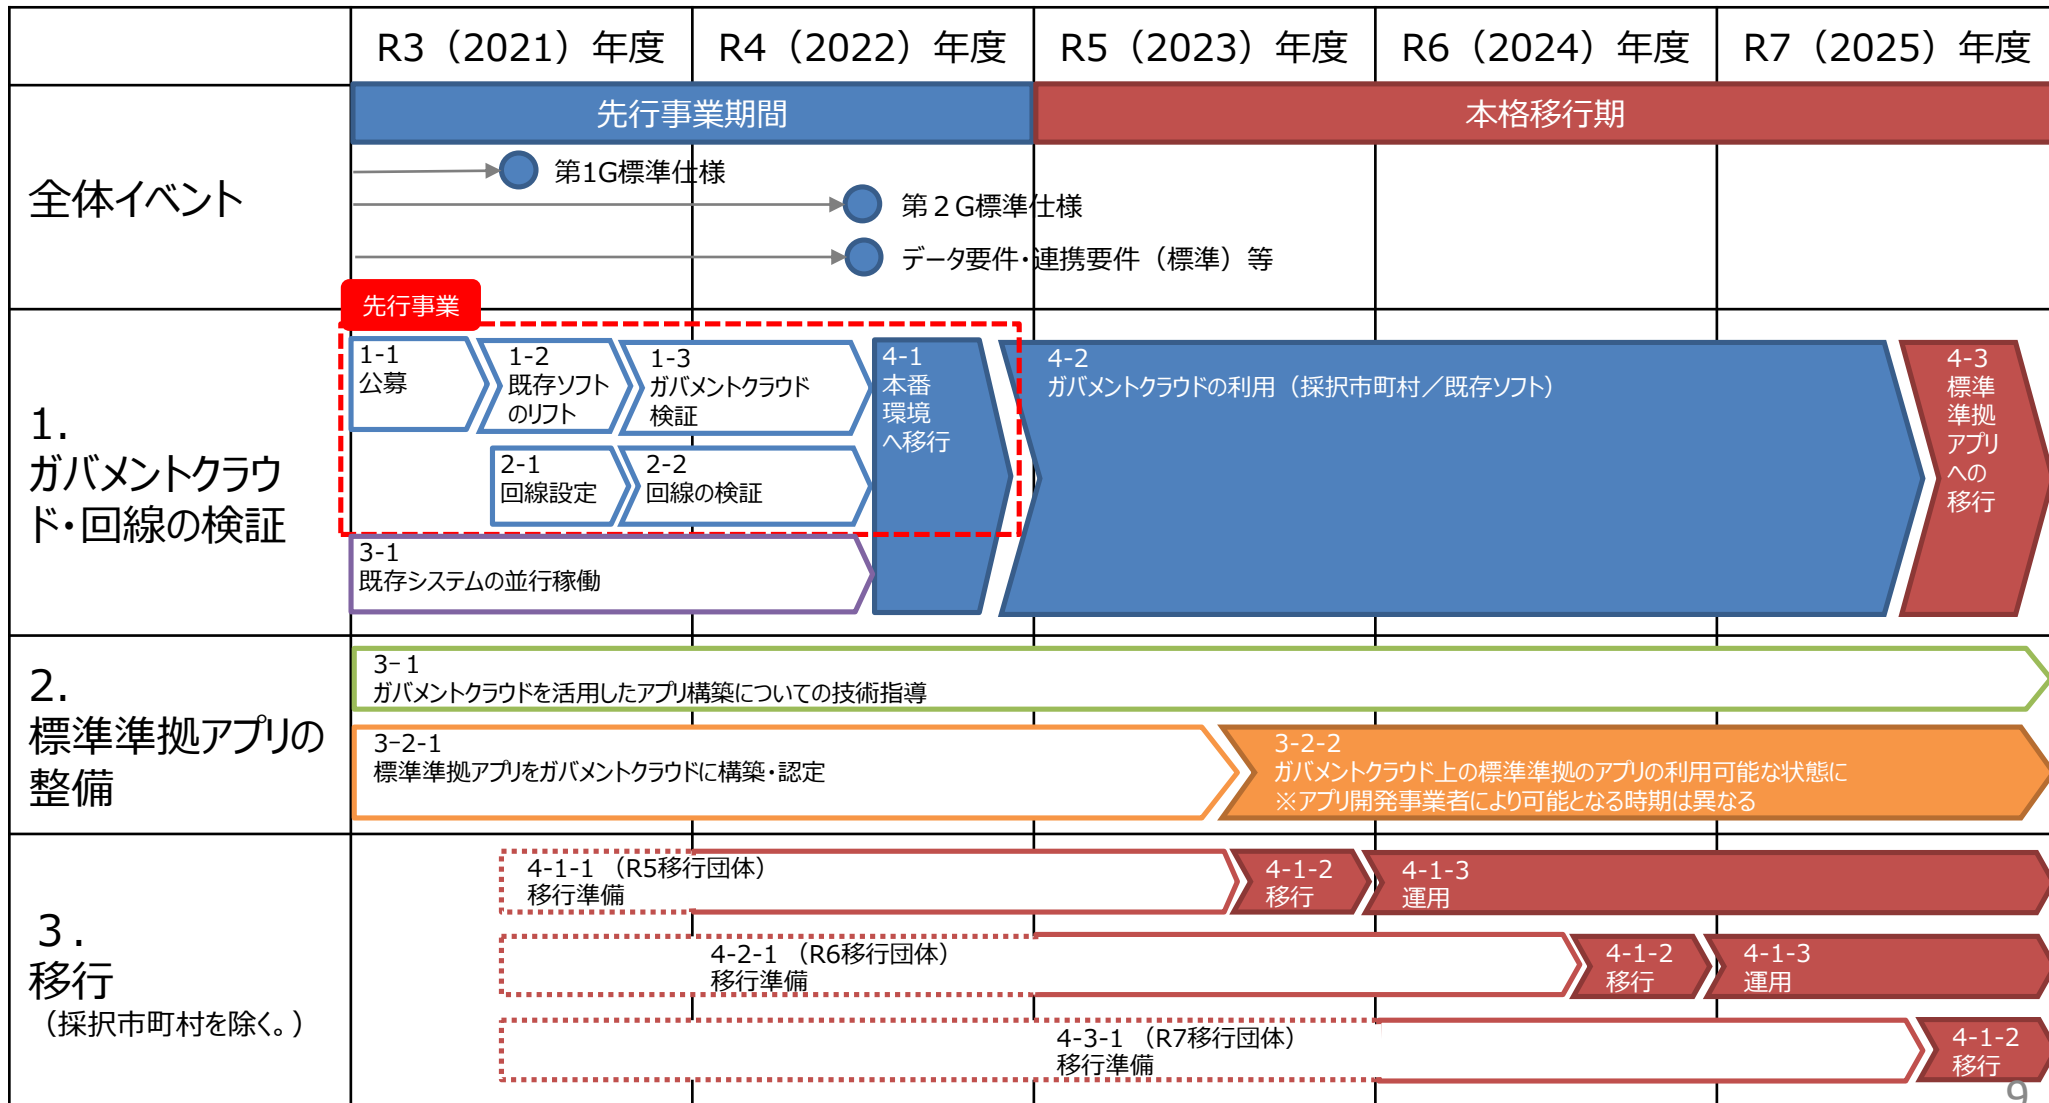 R3（2021）年度
R4（2022）年度
R5（2023）年度
R6（2024）年度
R7（2025）年度
全体イベント
先行事業期間
本格移行期
第1G標準仕様
第２G標準仕様
データ要件・連携要件（標準）等
1.
ガバメントクラウ
ド・回線の検証
先行事業
1-1
公募
1-2
既存ソフト
のリフト
1-3
ガバメントクラウド
検証
2-1
回線設定
2-2
回線の検証
3-1
既存システムの並行稼働
4-1
本番
環境
へ移行
4-2
ガバメントクラウドの利用（採択市町村／既存ソフト）
4-3
標準
準拠
アプリ
への
移行
2.
標準準拠アプリの
整備
3-１
ガバメントクラウドを活用したアプリ構築についての技術指導
3-2-1
標準準拠アプリをガバメントクラウドに構築・認定
3-2-2
ガバメントクラウド上の標準準拠のアプリの利用可能な状態に
※アプリ開発事業者により可能となる時期は異なる
３.
移行
（採択市町村を除く。）
4-1-1 （R5移行団体）
移行準備
4-1-2
移行
4-1-3
運用
4-2-1 （R6移行団体）
移行準備
4-1-2
移行
4-1-3
運用
4-3-1 （R7移行団体）
移行準備
4-1-2
移行
9